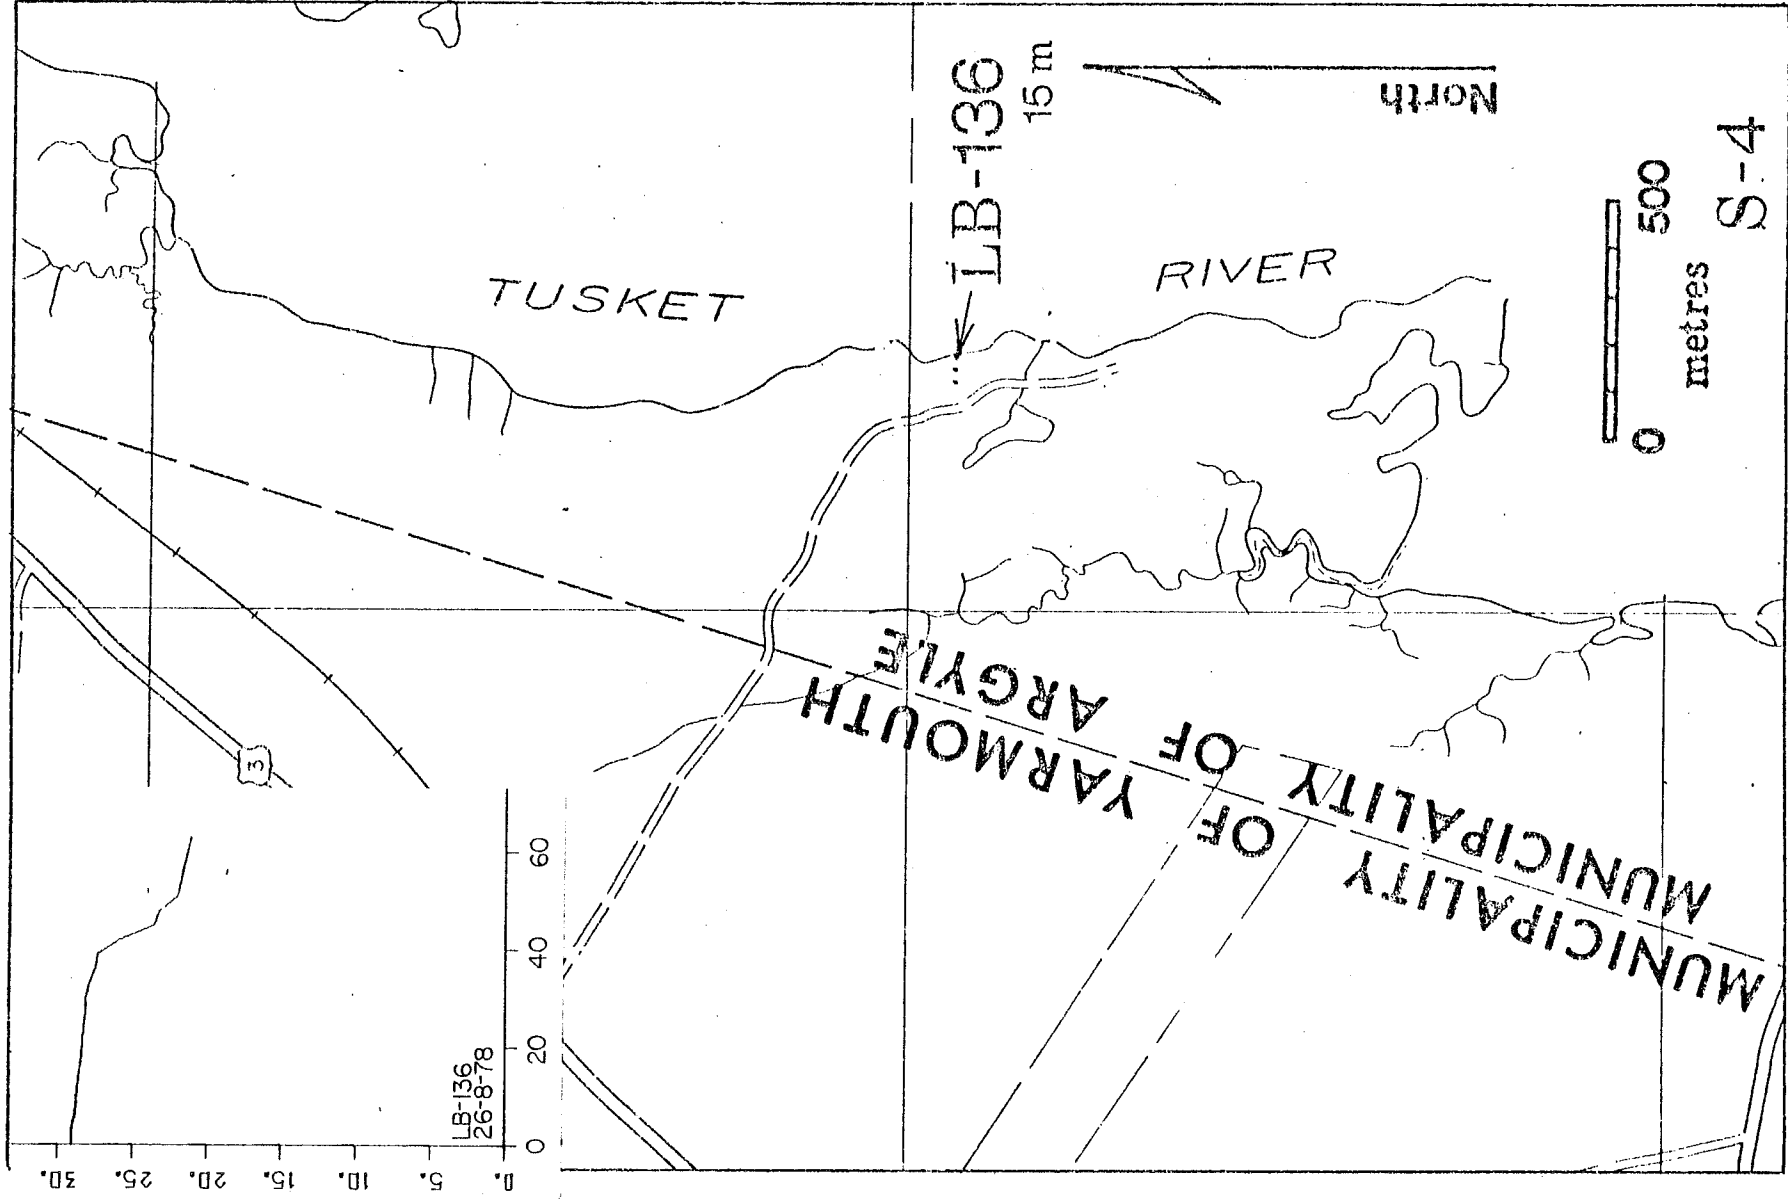 TUSKET
RIVER
LB-136
15 m
North
0 500
metres
S-4
3
MUNICIPALITY OF YARMOUTH
MUNICIPALITY OF ARGYLE
LB-136
26-8-78
30. 25. 20. 15. 10. 5. 0.
0 20 40 60